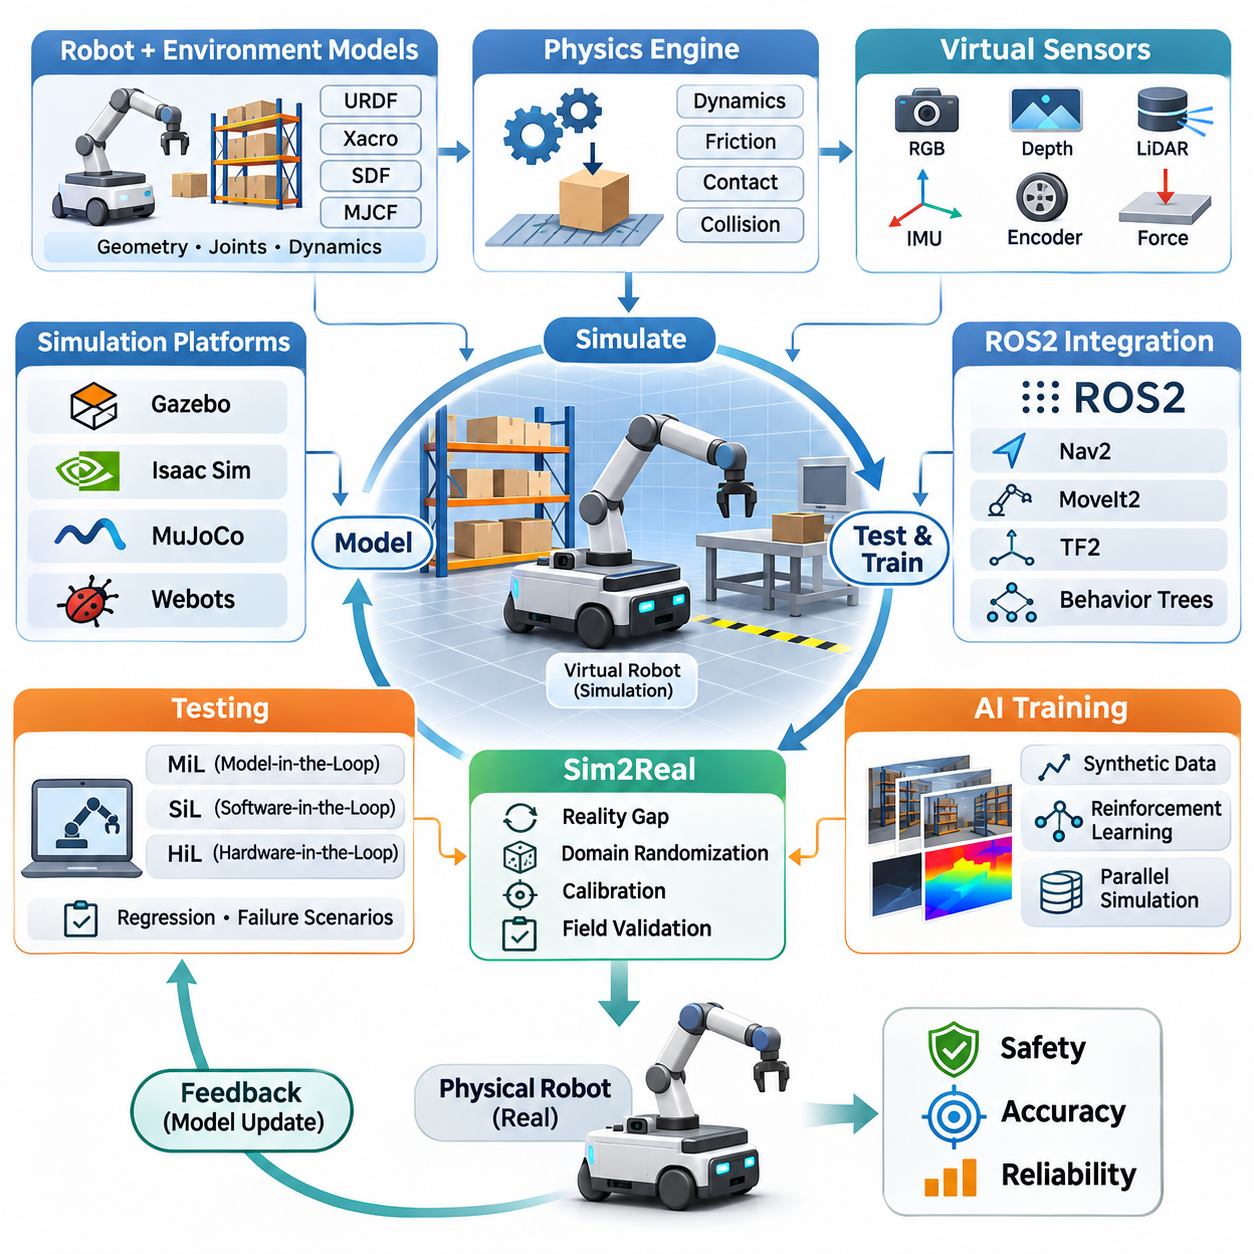 Robot + Environment Models
URDF
Xacro
SDF
MJCF
Geometry • Joints • Dynamics
Physics Engine
Dynamics
Friction
Contact
Collision
Virtual Sensors
RGB
Depth
LiDAR
IMU
Encoder
Force
Simulation Platforms
Gazebo
Isaac Sim
MuJoCo
Webots
Simulate
Model
Test &
Train
Virtual Robot
(Simulation)
ROS2 Integration
ROS2
Nav2
MoveIt2
TF2
Behavior Trees
Testing
MiL (Model-in-the-Loop)
SiL (Software-in-the-Loop)
HiL (Hardware-in-the-Loop)
Regression • Failure Scenarios
Sim2Real
Reality Gap
Domain Randomization
Calibration
Field Validation
AI Training
Synthetic Data
Reinforcement
Learning
Parallel
Simulation
Feedback
(Model Update)
Physical Robot
(Real)
Safety
Accuracy
Reliability